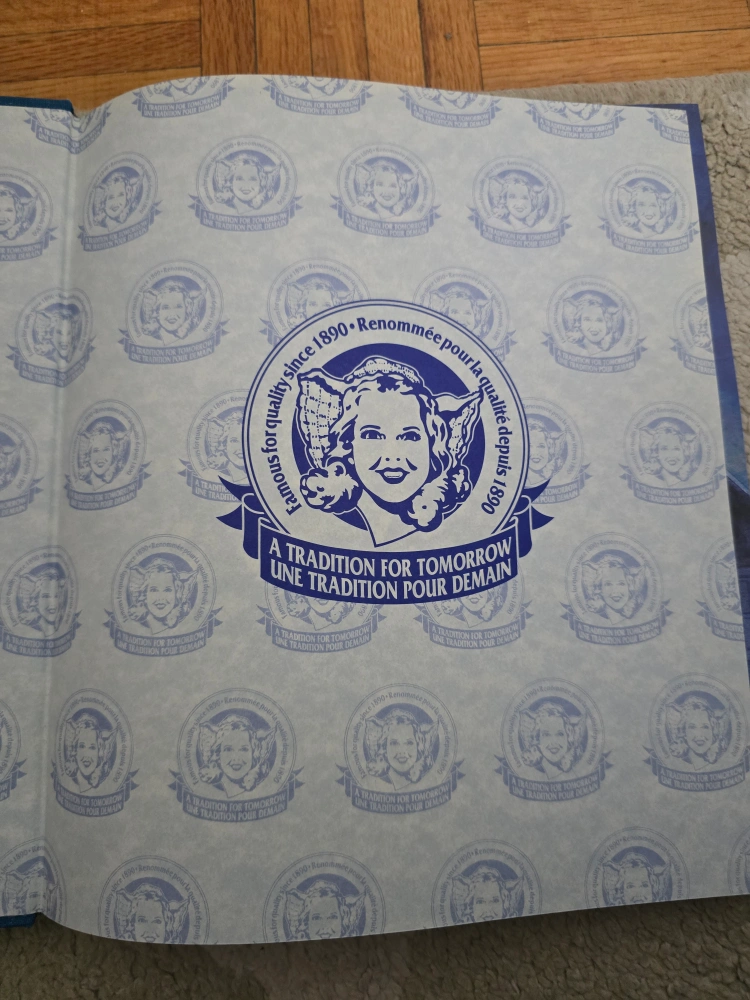 Famous for quality since 1890 • Renommée pour la qualité depuis 1890
A TRADITION FOR TOMORROW
UNE TRADITION POUR DEMAIN